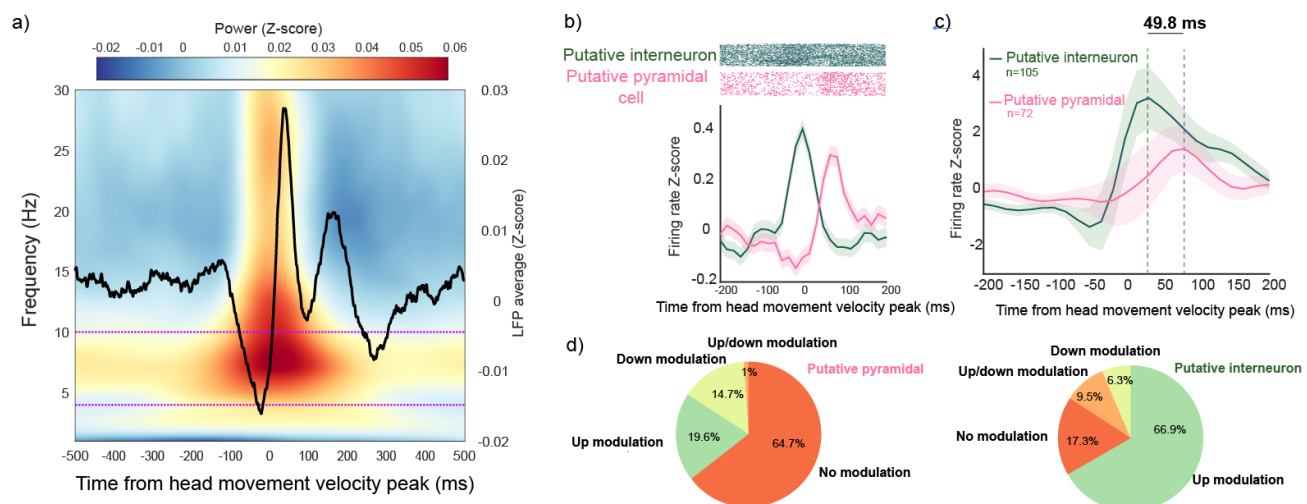 a)
Power (Z-score)
-0.02 -0.01 0 0.01 0.02 0.03 0.04 0.05 0.06
30
25
20
15
10
5
Frequency (Hz)
0.03
0.02
0.01
0
-0.01
-0.02
LFP average (Z-score)
-500 -400 -300 -200 -100 0 100 200 300 400 500
Time from head movement velocity peak (ms)
b)
Putative interneuron
Putative pyramidal
cell
0.4
0.2
0
-0.2
Firing rate Z-score
-200 -100 0 100 200
Time from head movement velocity peak (ms)
c)
49.8 ms
Putative interneuron
n=105
Putative pyramidal
n=72
4
2
0
-2
Firing rate Z-score
-200 -150 -100 -50 0 50 100 150 200
Time from head movement velocity peak (ms)
d)
Up/down modulation
Down modulation
1%
Putative pyramidal
14.7%
Up modulation
19.6%
64.7%
No modulation
Down modulation
Up/down modulation
6.3%
Putative interneuron
9.5%
No modulation
17.3%
66.9%
Up modulation